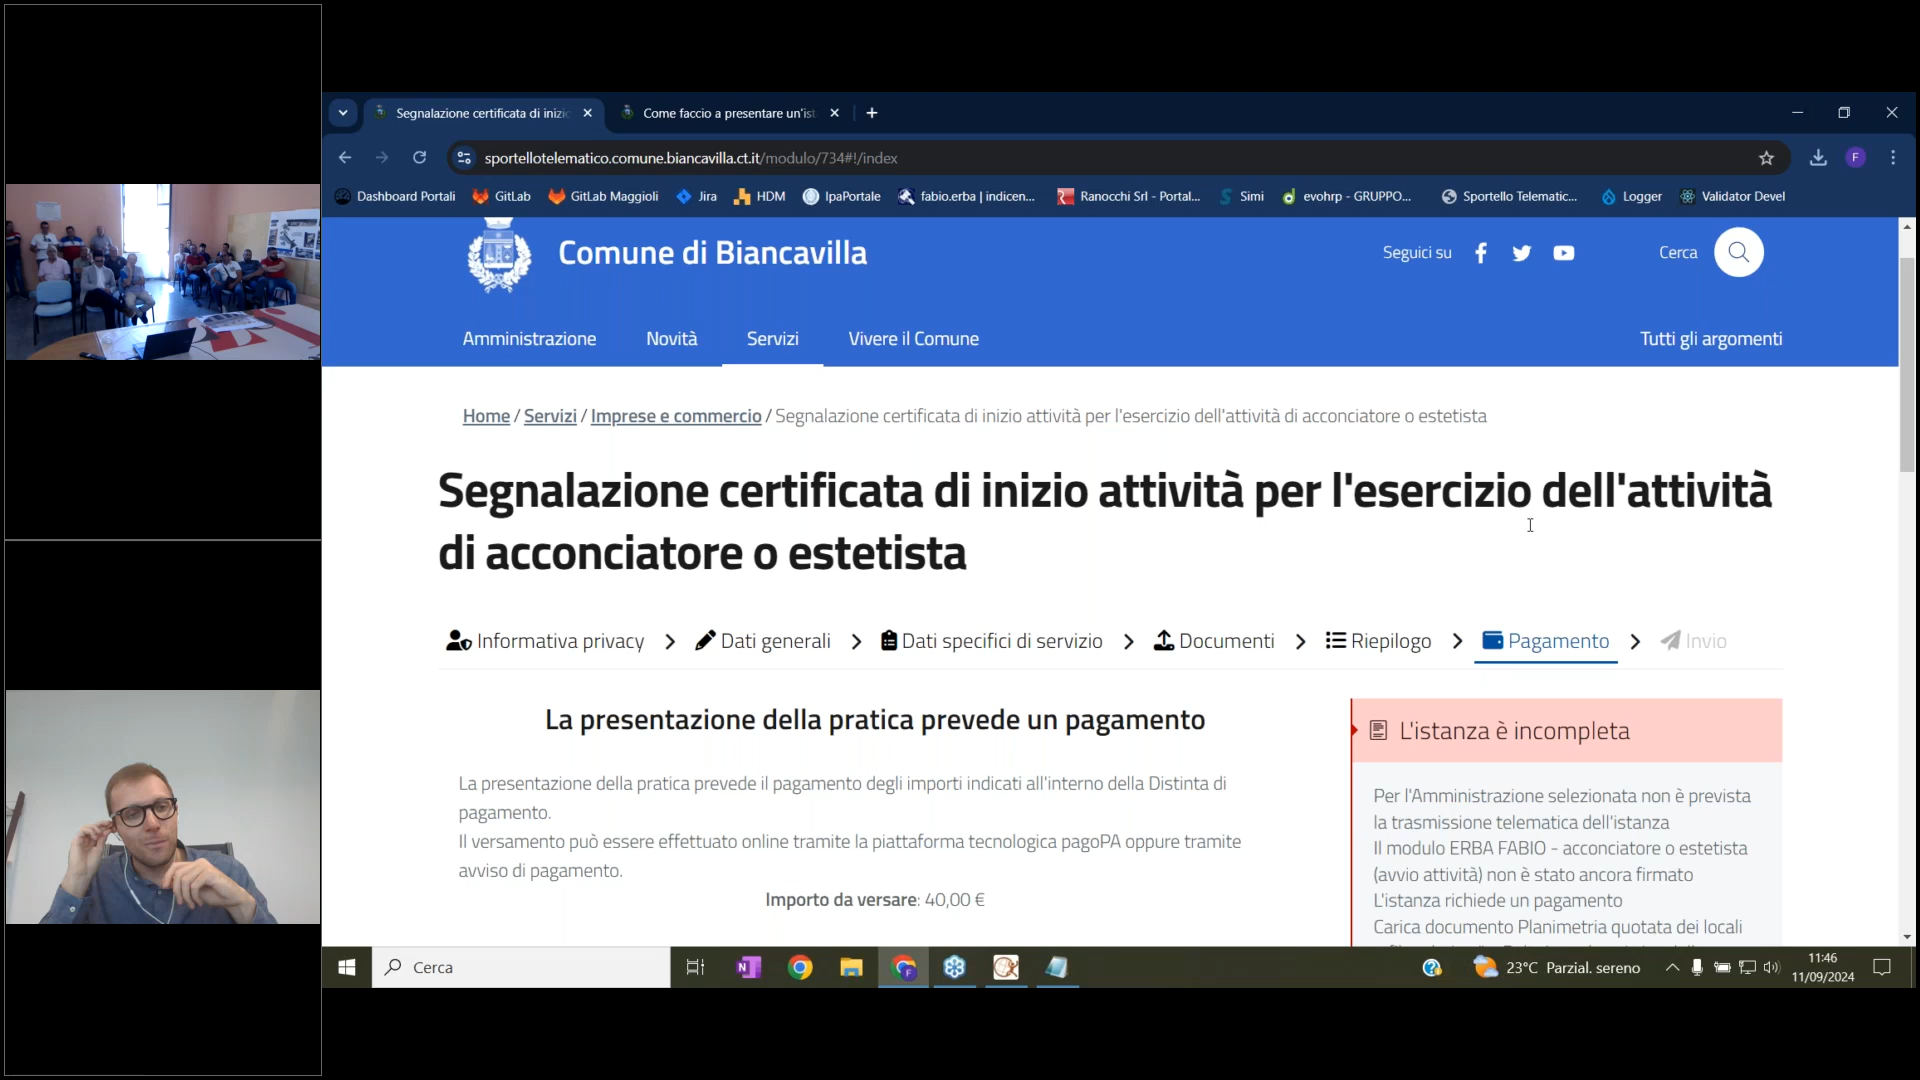 Segnalazione certificata di inizi
Come faccio a presentare un'ist
sportellotelematico.comune.biancavilla.ct.it/modulo/734#!/index
F
Dashboard Portali
GitLab
GitLab Maggioli
Jira
HDM
IpaPortale
fabio.erba | indicen...
Ranocchi Srl - Portal...
Simi
evohrp - GRUPPO...
Sportello Telematic...
Logger
Validator Devel
Comune di Biancavilla
Seguici su
Cerca
Amministrazione
Novità
Servizi
Vivere il Comune
Tutti gli argomenti
Home / Servizi / Imprese e commercio / Segnalazione certificata di inizio attività per l'esercizio dell'attività di acconciatore o estetista
Segnalazione certificata di inizio attività per l'esercizio dell'attività
di acconciatore o estetista
Informativa privacy
Dati generali
Dati specifici di servizio
Documenti
Riepilogo
Pagamento
Invio
La presentazione della pratica prevede un pagamento
La presentazione della pratica prevede il pagamento degli importi indicati all'interno della Distinta di
pagamento.
Il versamento può essere effettuato online tramite la piattaforma tecnologica pagoPA oppure tramite
avviso di pagamento.
Importo da versare: 40,00 €
L'istanza è incompleta
Per l'Amministrazione selezionata non è prevista
la trasmissione telematica dell'istanza
Il modulo ERBA FABIO - acconciatore o estetista
(avvio attività) non è stato ancora firmato
L'istanza richiede un pagamento
Carica documento Planimetria quotata dei locali
Cerca
23°C Parzial. sereno
11:46
11/09/2024